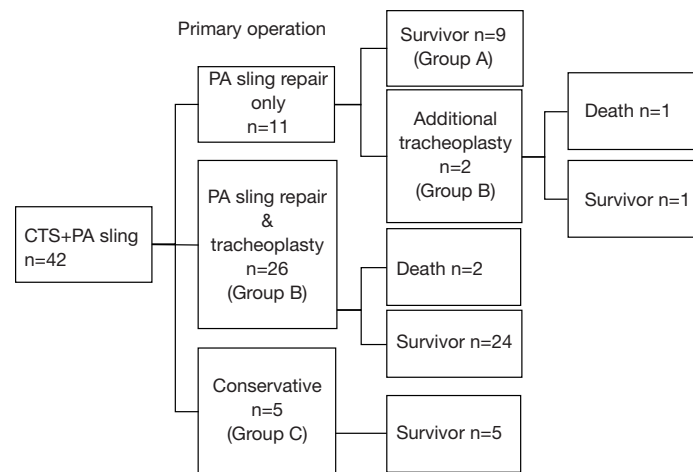 Primary operation
CTS+PA sling
n=42
PA sling repair
only
n=11
PA sling repair
&
tracheoplasty
n=26
(Group B)
Conservative
n=5
(Group C)
Survivor n=9
(Group A)
Additional
tracheoplasty
n=2
(Group B)
Death n=2
Survivor n=24
Survivor n=5
Death n=1
Survivor n=1